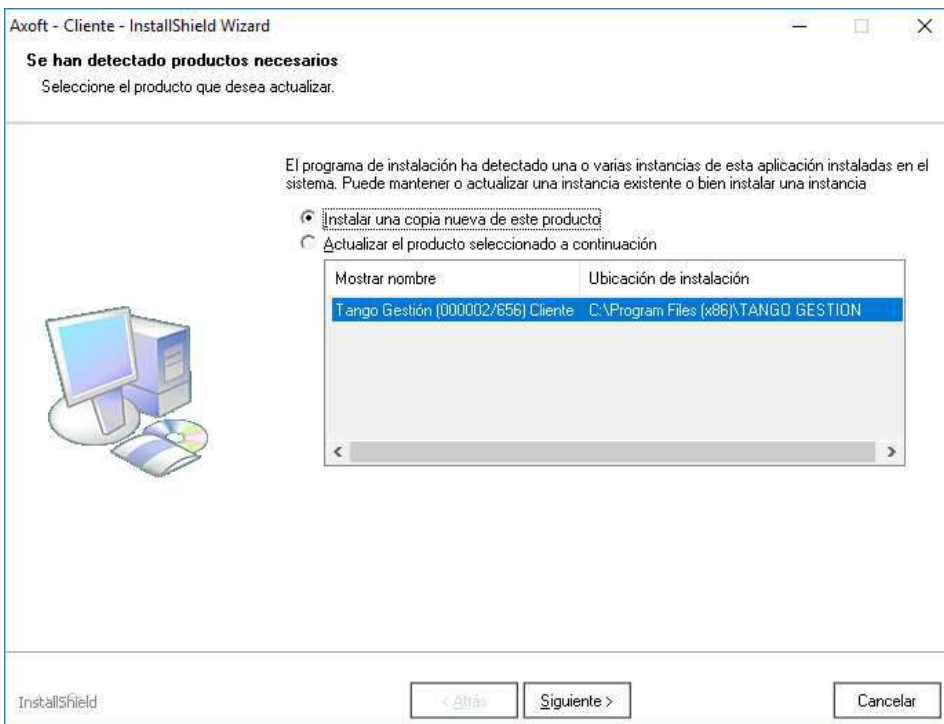 Axoft - Cliente - InstallShield Wizard
Se han detectado productos necesarios
Seleccione el producto que desea actualizar.
El programa de instalación ha detectado una o varias instancias de esta aplicación instaladas en el
sistema. Puede mantener o actualizar una instancia existente o bien instalar una instancia
Instalar una copia nueva de este producto
Actualizar el producto seleccionado a continuación
Mostrar nombre Ubicación de instalación
Tango Gestión (000002/656) Cliente C:\Program Files (x86)\TANGO GESTION
InstallShield
< Atrás Siguiente > Cancelar